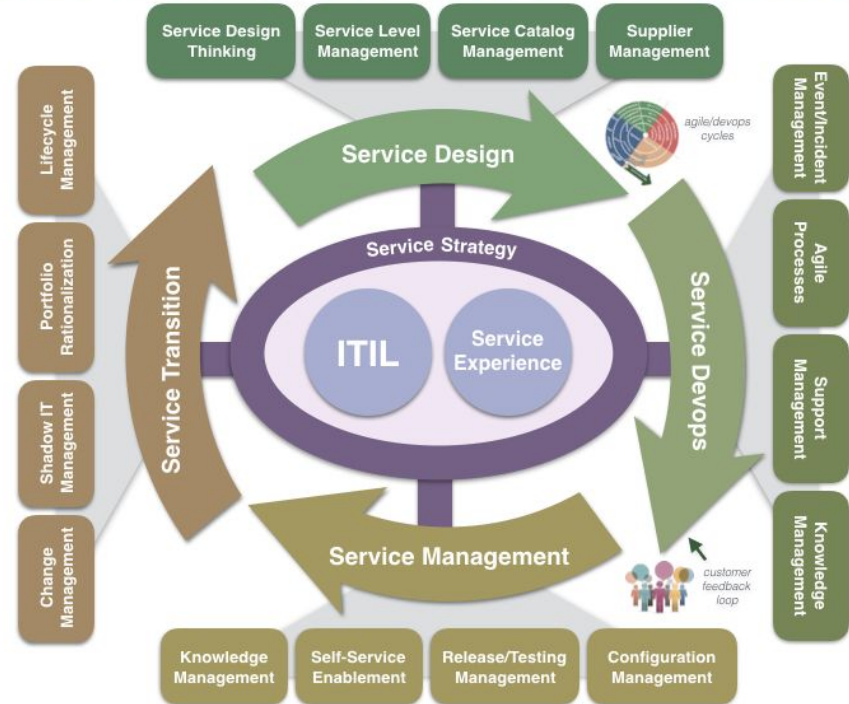 Service Design
Thinking
Service Level
Management
Service Catalog
Management
Supplier
Management
Lifecycle
Management
Portfolio
Rationalization
Shadow IT
Management
Change
Management
Service Design
agile/devops
cycles
Event/Incident
Management
Agile
Processes
Support
Management
Knowledge
Management
Service Transition
Service Strategy
ITIL
Service
Experience
Service Devops
Service Management
customer
feedback
loop
Knowledge
Management
Self-Service
Enablement
Release/Testing
Management
Configuration
Management